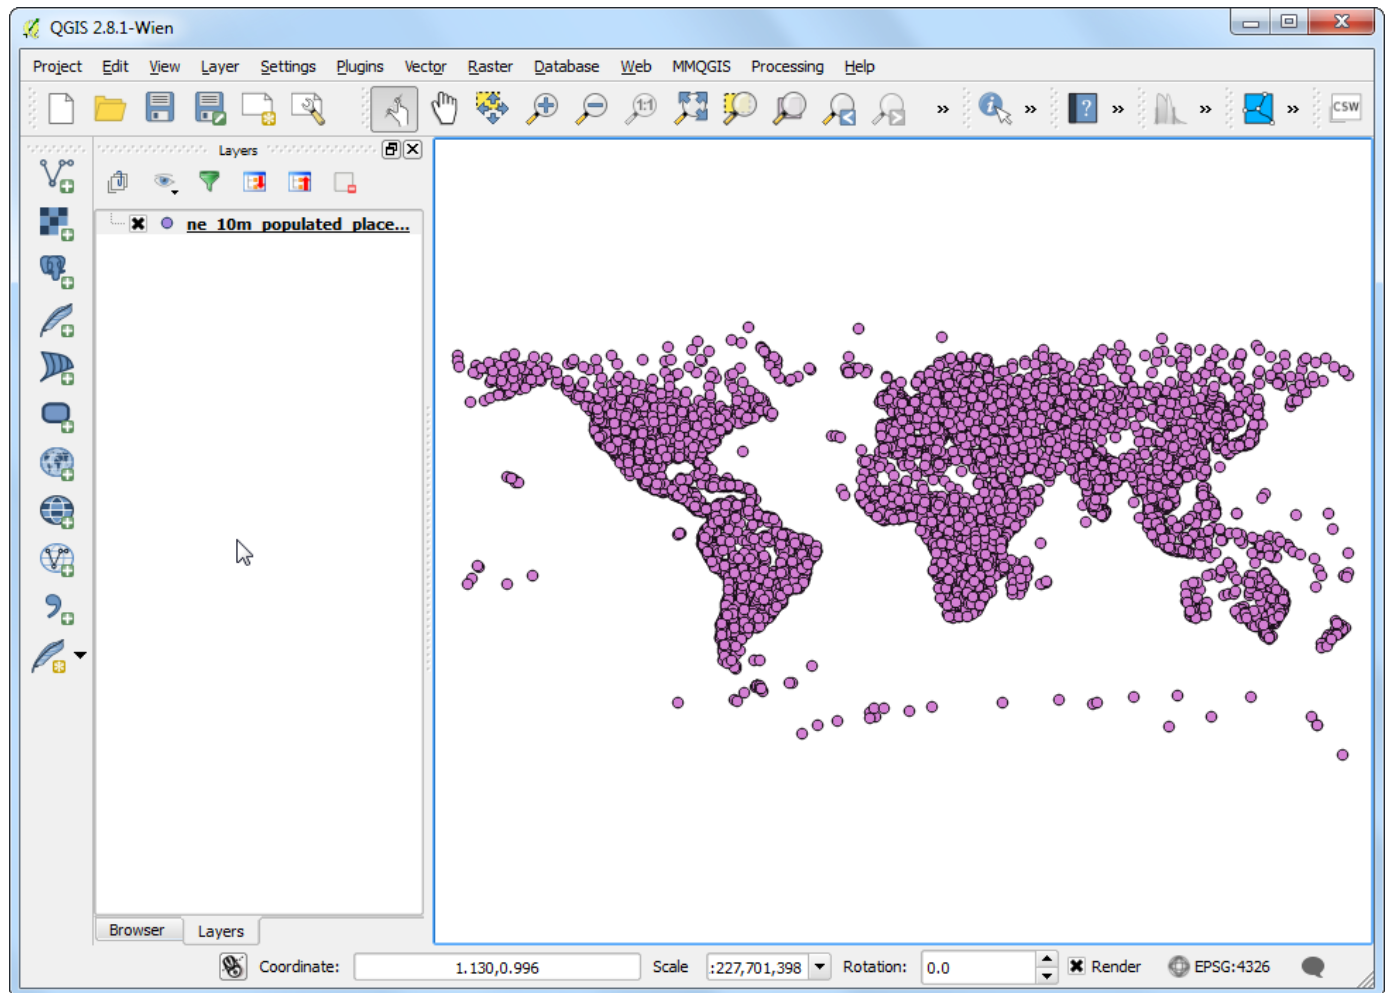 QGIS 2.8.1-Wien
Project Edit View Layer Settings Plugins Vector Raster Database Web MMQGIS Processing Help
1:1 » » ? » » » CSW
Layers
ne_10m_populated_place...
Browser Layers
Coordinate: 1.130,0.996 Scale :227,701,398 Rotation: 0.0 Render EPSG:4326